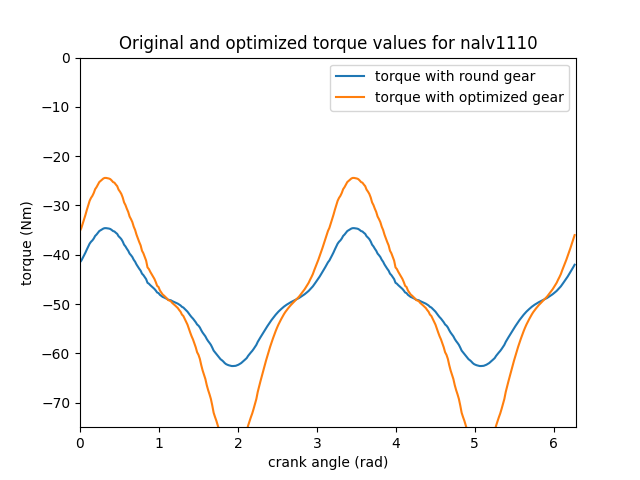 Original and optimized torque values for nalv1110
torque with round gear
torque with optimized gear
torque (Nm)
0
−10
−20
−30
−40
−50
−60
−70
0 1 2 3 4 5 6
crank angle (rad)